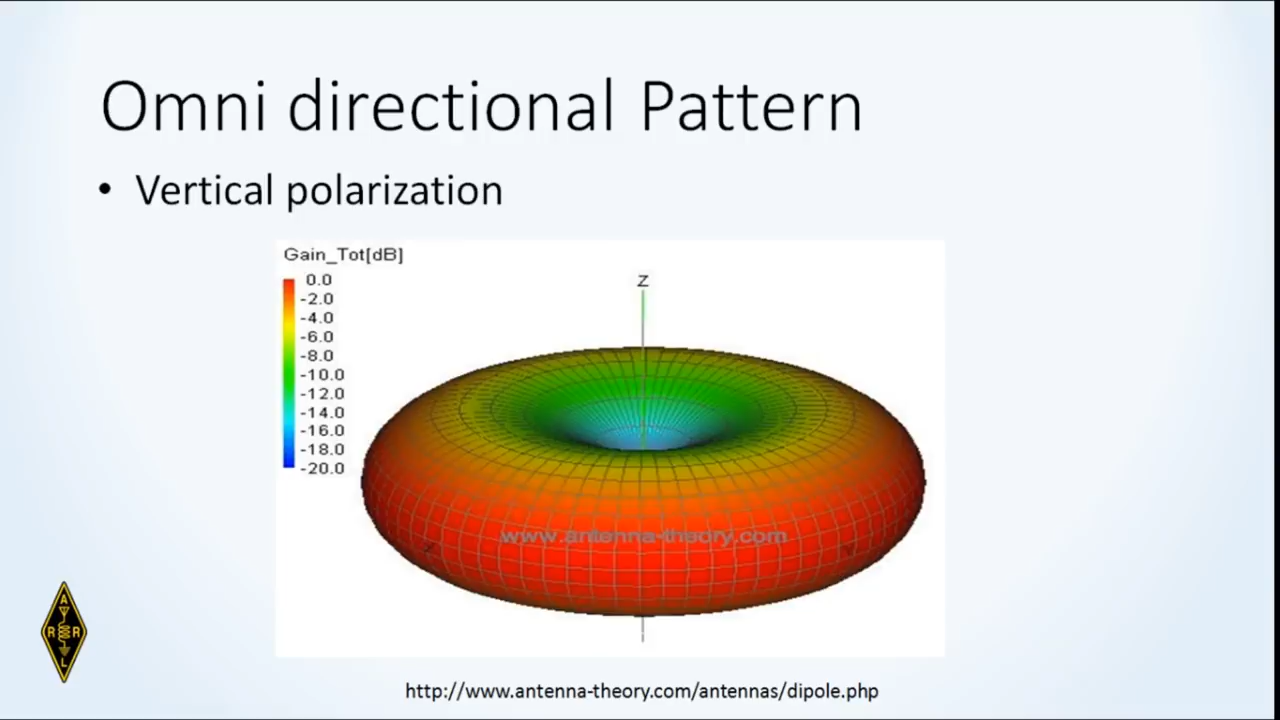 Omni directional Pattern
• Vertical polarization
Gain_Tot[dB]
0.0
-2.0
-4.0
-6.0
-8.0
-10.0
-12.0
-14.0
-16.0
-18.0
-20.0
Z
www.antenna-theory.com
A
R R
L
http://www.antenna-theory.com/antennas/dipole.php